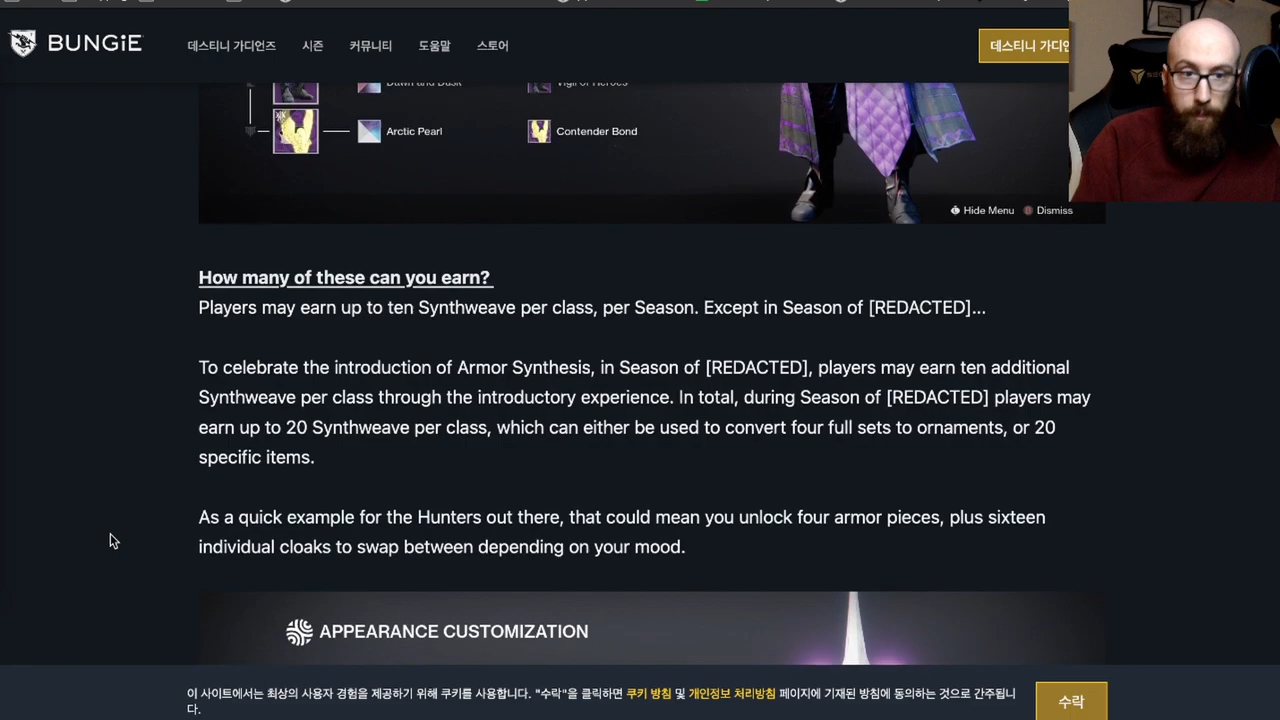 BUNGiE
데스티니 가디언즈 시즌 커뮤니티 도움말 스토어
데스티니 가디언
Dawn and Dusk Vigil of Heroes
Arctic Pearl Contender Bond
Hide Menu Dismiss
How many of these can you earn?
Players may earn up to ten Synthweave per class, per Season. Except in Season of [REDACTED]...
To celebrate the introduction of Armor Synthesis, in Season of [REDACTED], players may earn ten additional
Synthweave per class through the introductory experience. In total, during Season of [REDACTED] players may
earn up to 20 Synthweave per class, which can either be used to convert four full sets to ornaments, or 20
specific items.
As a quick example for the Hunters out there, that could mean you unlock four armor pieces, plus sixteen
individual cloaks to swap between depending on your mood.
APPEARANCE CUSTOMIZATION
이 사이트에서는 최상의 사용자 경험을 제공하기 위해 쿠키를 사용합니다. "수락"을 클릭하면 쿠키 방침 및 개인정보 처리방침 페이지에 기재된 방침에 동의하는 것으로 간주됩니
다.
수락